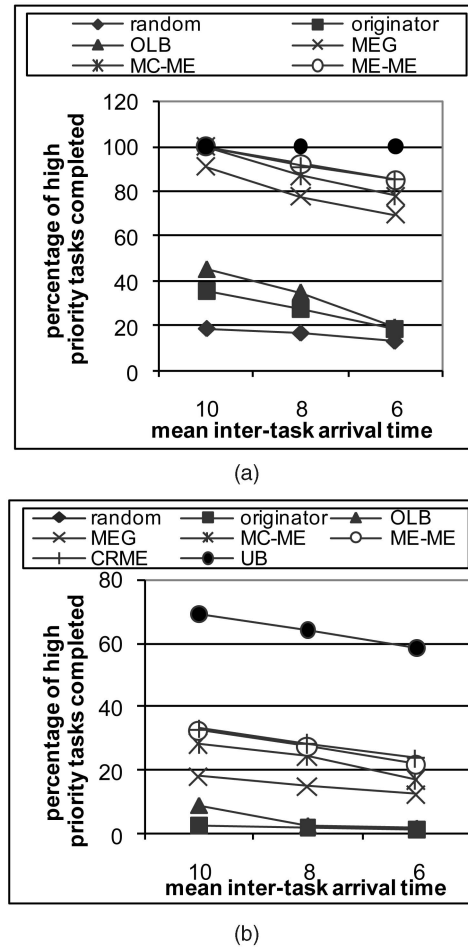 random originator
OLB MEG
MC-ME ME-ME
percentage of high
priority tasks completed
120
100
80
60
40
20
0
10 8 6
mean inter-task arrival time
(a)
random originator OLB
MEG MC-ME ME-ME
CRME UB
percentage of high
priority tasks completed
80
60
40
20
0
10 8 6
mean inter-task arrival time
(b)